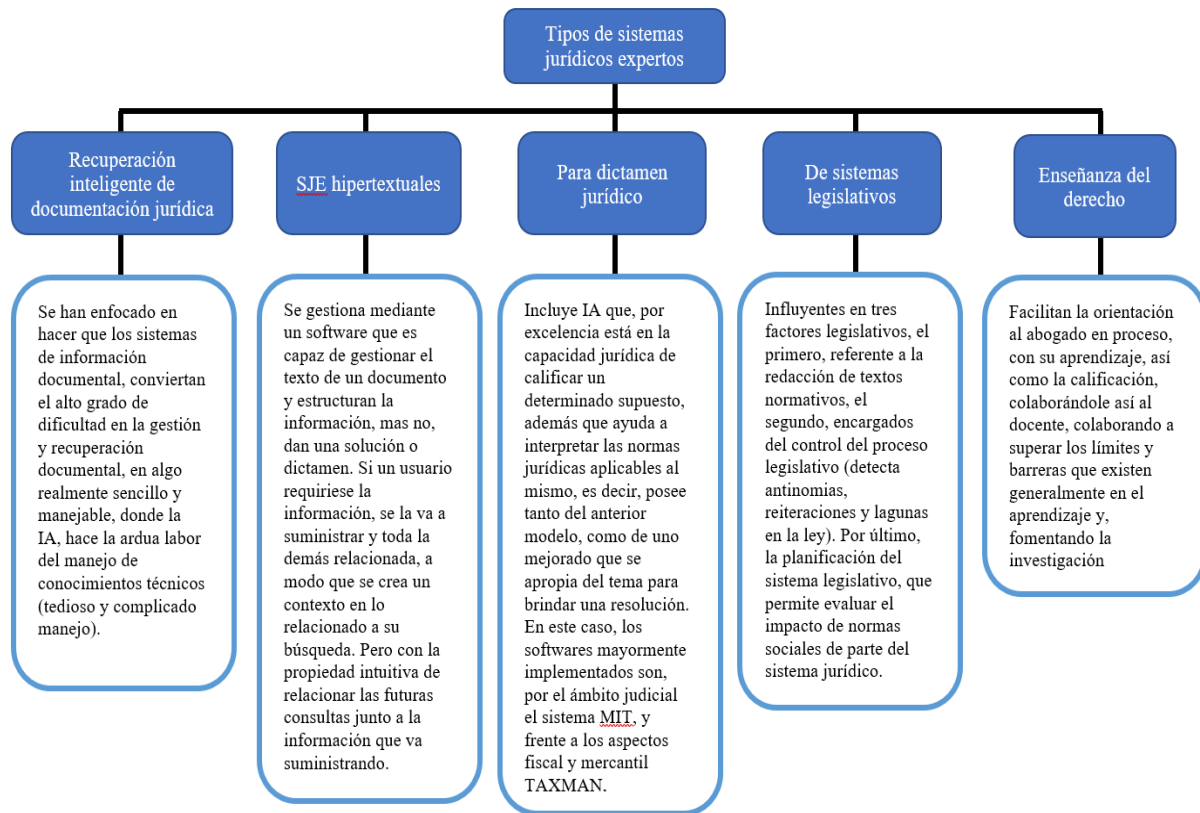 Tipos de sistemas
jurídicos expertos
Recuperación
inteligente de
documentación jurídica
SJE hipertextuales
Para dictamen
jurídico
De sistemas
legislativos
Enseñanza del
derecho
Se han enfocado en
hacer que los sistemas
de información
documental, conviertan
el alto grado de
dificultad en la gestión
y recuperación
documental, en algo
realmente sencillo y
manejable, donde la
IA, hace la ardua labor
del manejo de
conocimientos técnicos
(tedioso y complicado
manejo).
Se gestiona mediante
un software que es
capaz de gestionar el
texto de un documento
y estructuran la
información, mas no,
dan una solución o
dictamen. Si un usuario
requiriese la
información, se la va a
suministrar y toda la
demás relacionada, a
modo que se crea un
contexto en lo
relacionado a su
búsqueda. Pero con la
propiedad intuitiva de
relacionar las futuras
consultas junto a la
información que va
suministrando.
Incluye IA que, por
excelencia está en la
capacidad jurídica de
calificar un
determinado supuesto,
además que ayuda a
interpretar las normas
jurídicas aplicables al
mismo, es decir, posee
tanto del anterior
modelo, como de uno
mejorado que se
apropia del tema para
brindar una resolución.
En este caso, los
softwares mayormente
implementados son,
por el ámbito judicial
el sistema MIT, y
frente a los aspectos
fiscal y mercantil
TAXMAN.
Influyentes en tres
factores legislativos, el
primero, referente a la
redacción de textos
normativos, el
segundo, encargados
del control del proceso
legislativo (detecta
antinomias,
reiteraciones y lagunas
en la ley). Por último,
la planificación del
sistema legislativo, que
permite evaluar el
impacto de normas
sociales de parte del
sistema jurídico.
Facilitan la orientación
al abogado en proceso,
con su aprendizaje, así
como la calificación,
colaborándole así al
docente, colaborando a
superar los límites y
barreras que existen
generalmente en el
aprendizaje y,
fomentando la
investigación